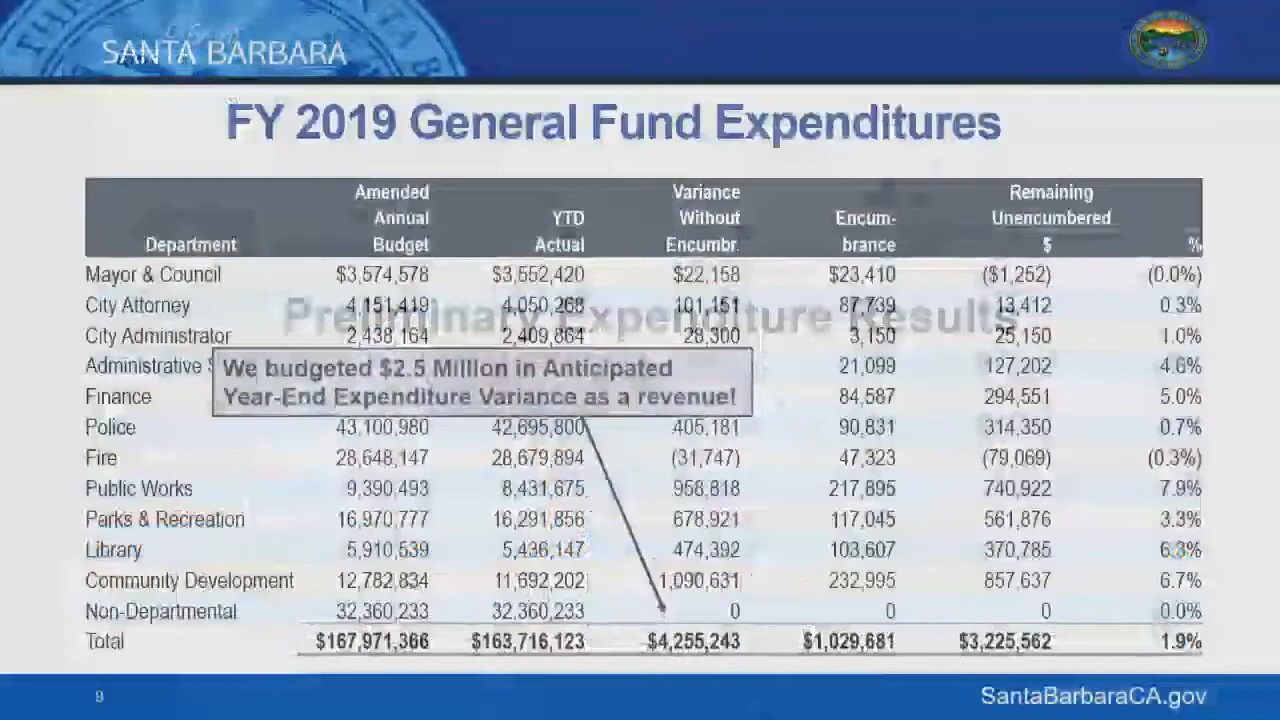 City of
SANTA BARBARA
FY 2019 General Fund Expenditures
Preliminary Expenditure Results
Department Amended Annual Budget YTD Actual Variance Without Encumbr. Encum-brance Remaining Unencumbered $ %
Mayor & Council $3,574,578 $3,552,420 $22,158 $23,410 ($1,252) (0.0%)
City Attorney 4,151,419 4,050,268 101,151 87,739 13,412 0.3%
City Administrator 2,438,164 2,409,864 28,300 3,150 25,150 1.0%
Administrative 21,099 127,202 4.6%
We budgeted $2.5 Million in Anticipated
Year-End Expenditure Variance as a revenue!
Finance 84,587 294,551 5.0%
Police 43,100,980 42,695,800 405,181 90,831 314,350 0.7%
Fire 28,648,147 28,679,894 (31,747) 47,323 (79,069) (0.3%)
Public Works 9,390,493 8,431,675 958,818 217,895 740,922 7.9%
Parks & Recreation 16,970,777 16,291,856 678,921 117,045 561,876 3.3%
Library 5,910,539 5,436,147 474,392 103,607 370,785 6.3%
Community Development 12,782,834 11,692,202 1,090,631 232,995 857,637 6.7%
Non-Departmental 32,360,233 32,360,233 0 0 0 0.0%
Total $167,971,366 $163,716,123 $4,255,243 $1,029,681 $3,225,562 1.9%
9
SantaBarbaraCA.gov